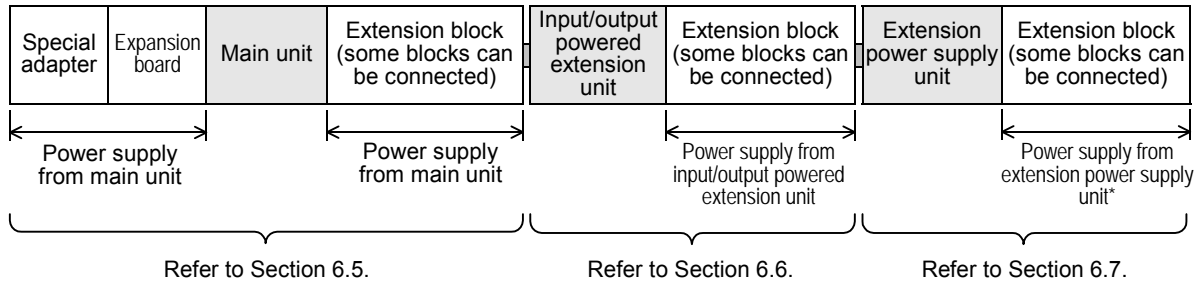 Special
adapter
Expansion
board
Main unit
Extension block
(some blocks can
be connected)
Input/output
powered
extension
unit
Extension block
(some blocks can
be connected)
Extension
power supply
unit
Extension block
(some blocks can
be connected)
Power supply
from main unit
Power supply
from main unit
Power supply from
input/output powered
extension unit
Power supply from
extension power supply
unit*
Refer to Section 6.5.
Refer to Section 6.6.
Refer to Section 6.7.